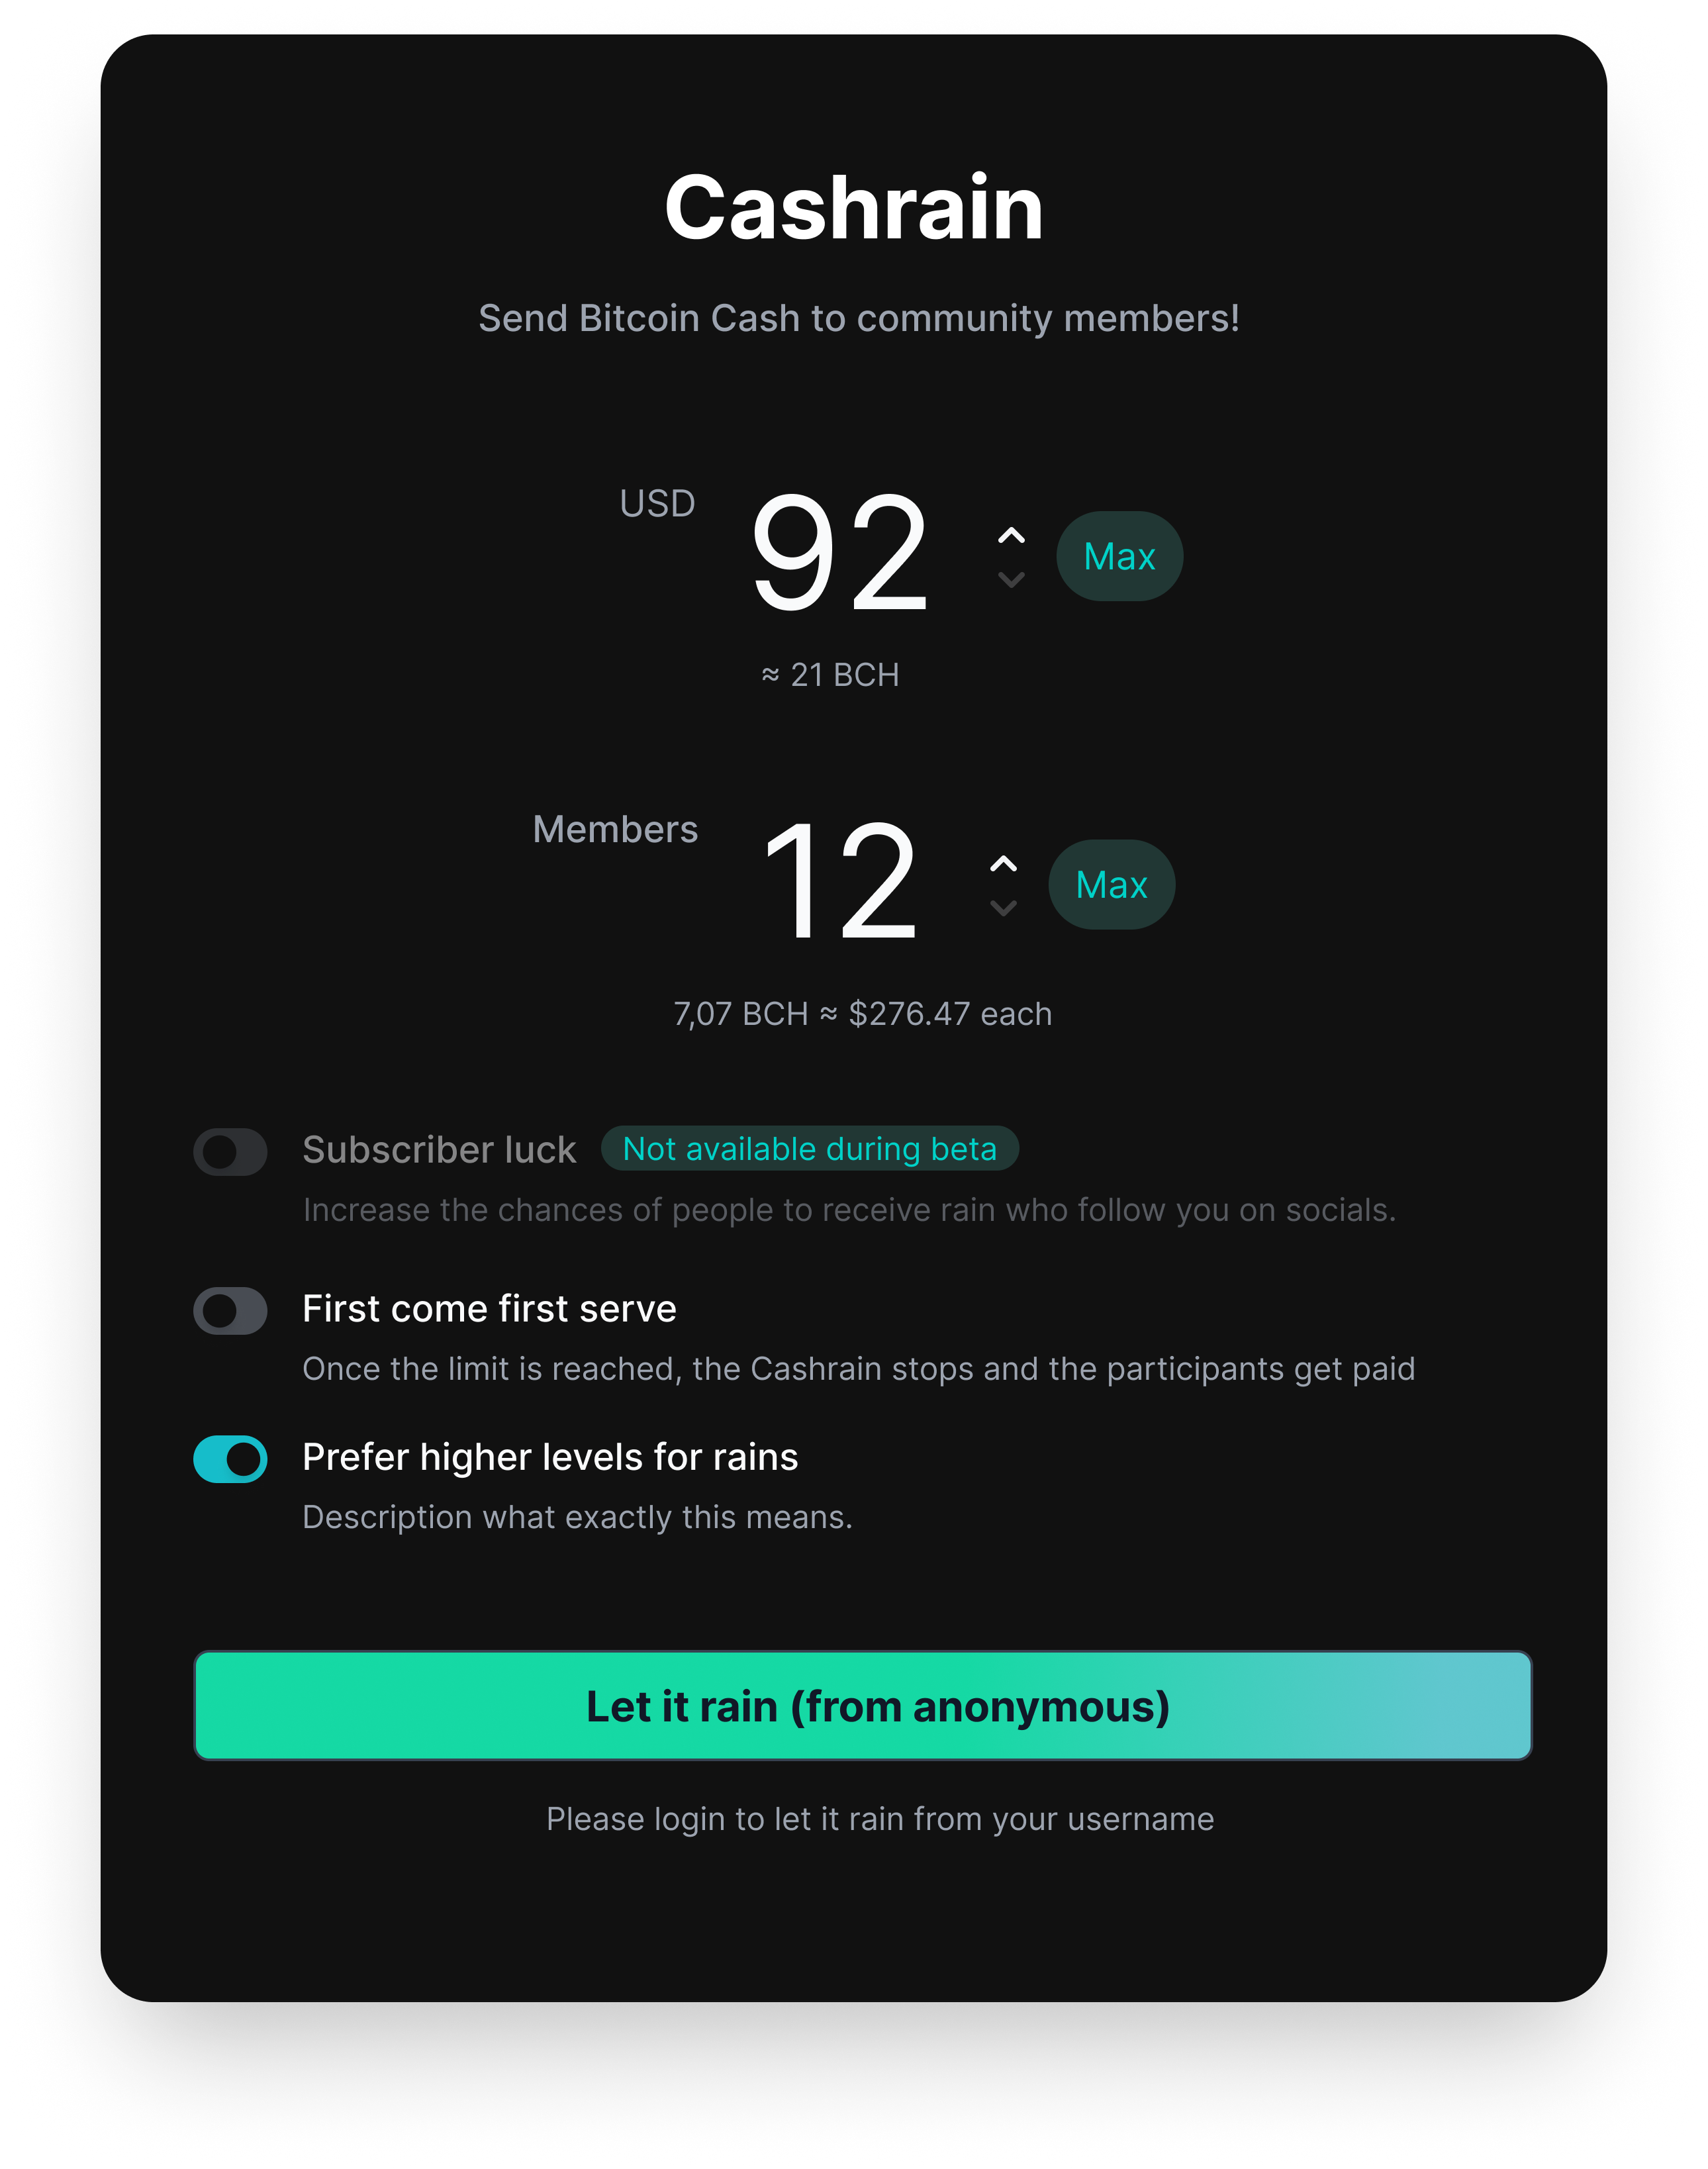 Cashrain
Send Bitcoin Cash to community members!
USD 92 Max
≈ 21 BCH
Members 12 Max
7,07 BCH ≈ $276.47 each
Subscriber luck Not available during beta
Increase the chances of people to receive rain who follow you on socials.
First come first serve
Once the limit is reached, the Cashrain stops and the participants get paid
Prefer higher levels for rains
Description what exactly this means.
Let it rain (from anonymous)
Please login to let it rain from your username